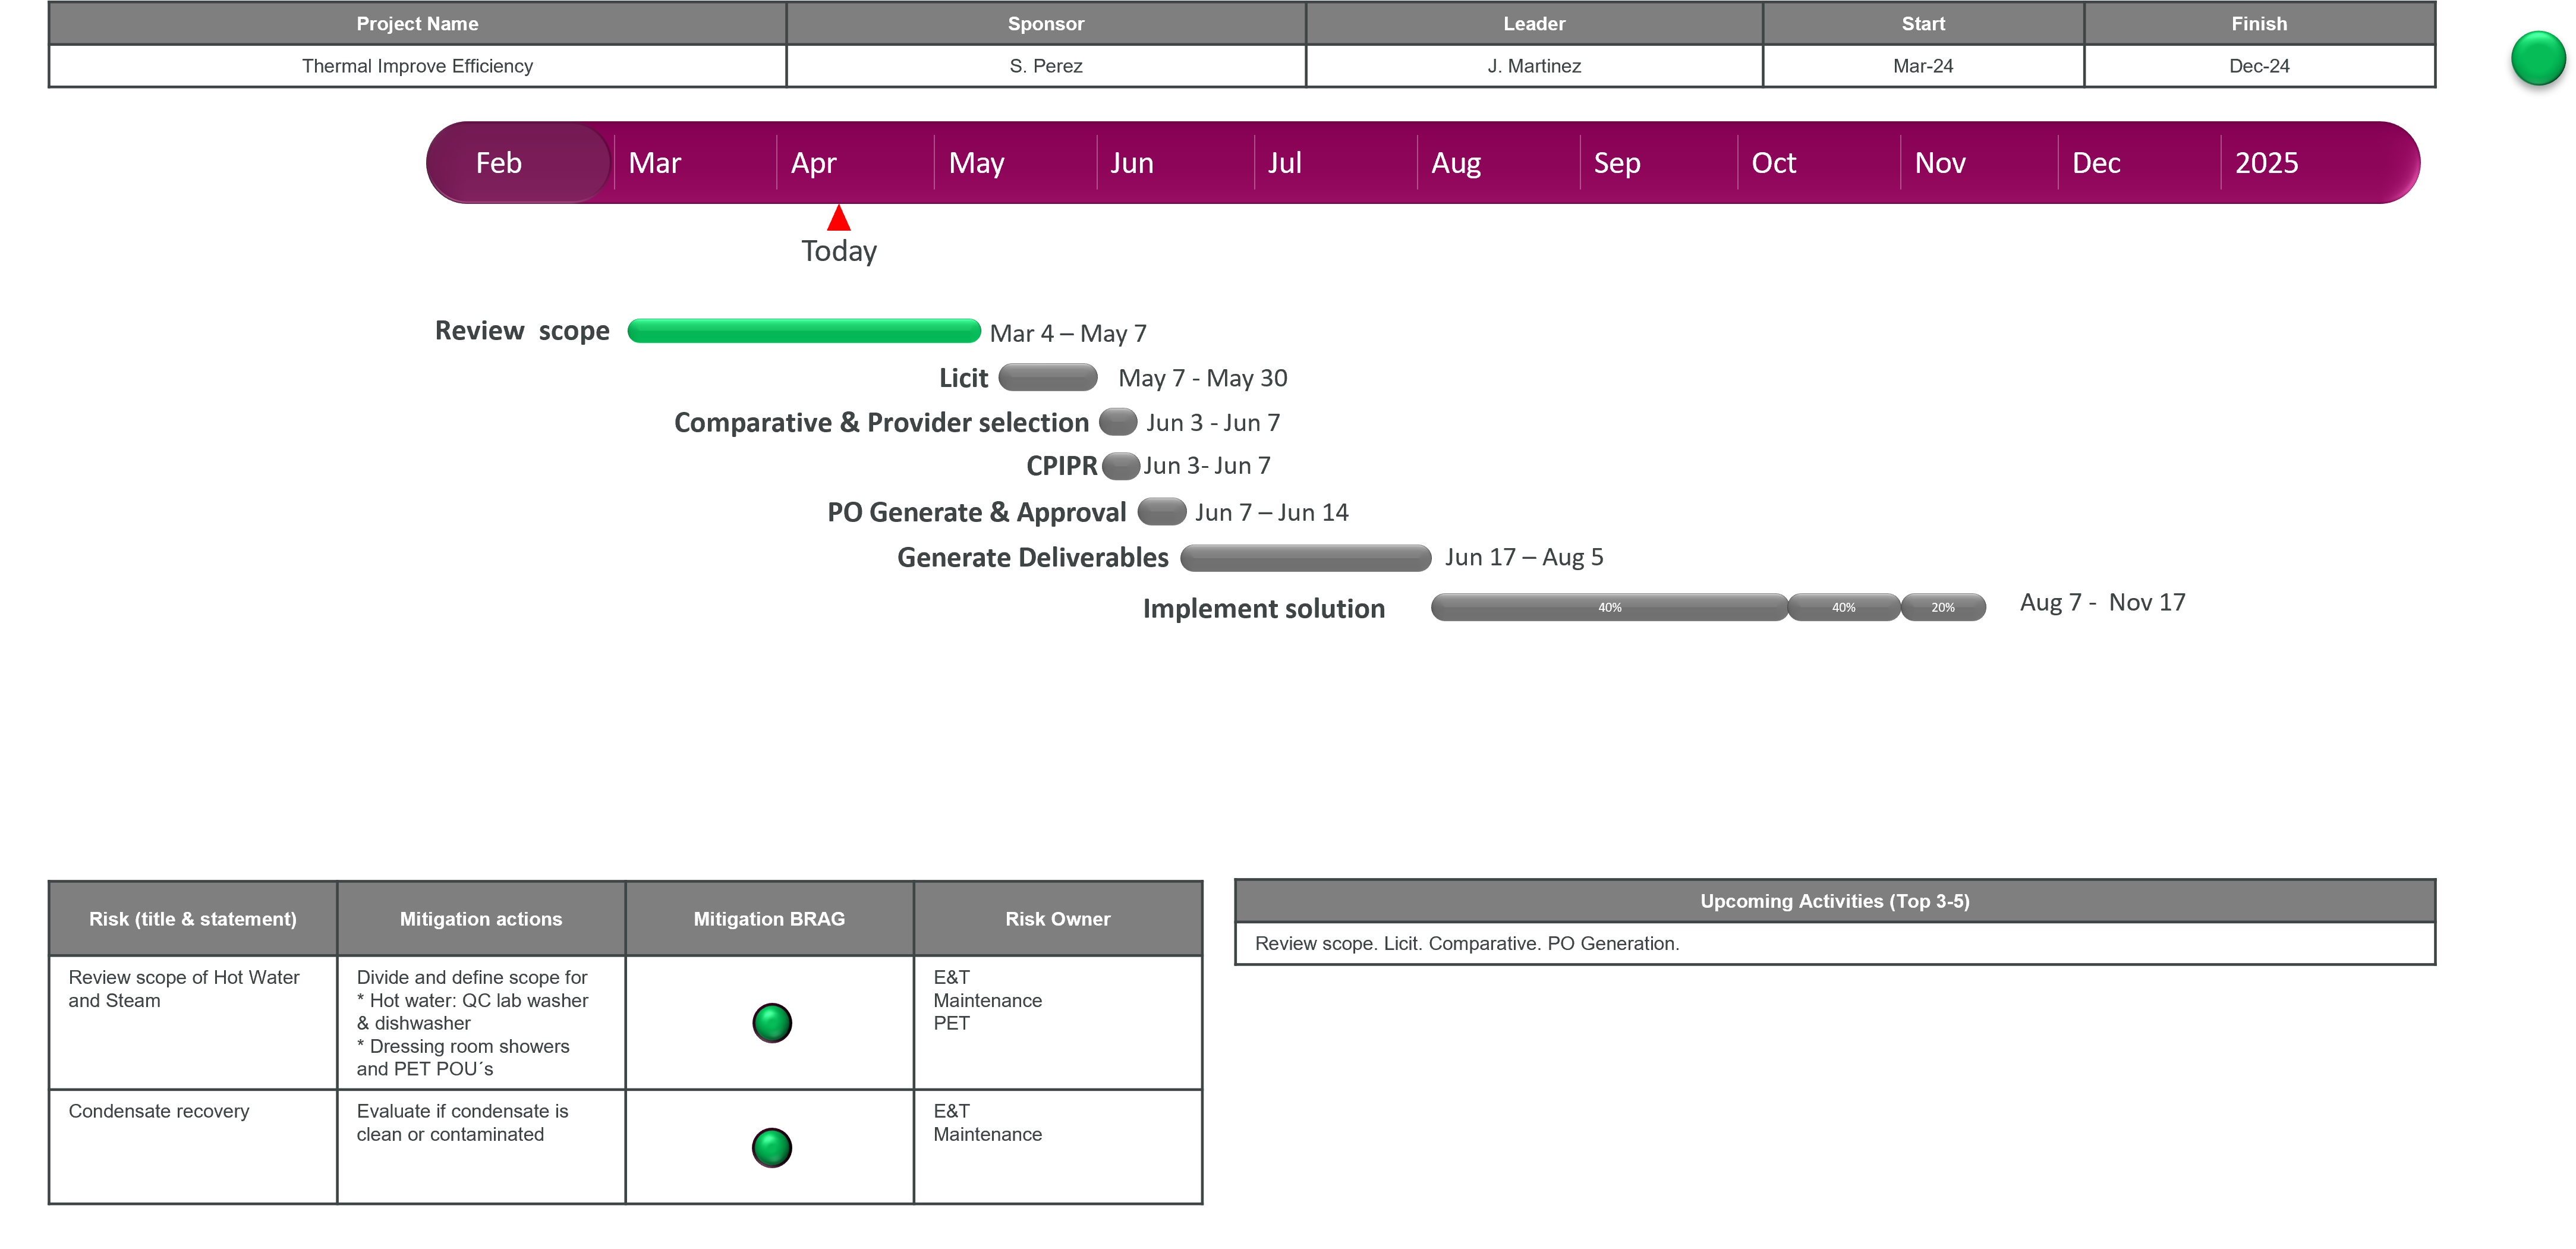 Project Name Sponsor Leader Start Finish
Thermal Improve Efficiency S. Perez J. Martinez Mar-24 Dec-24
Feb Mar Apr May Jun Jul Aug Sep Oct Nov Dec 2025
Today
Review  scope Mar 4 – May 7
Licit May 7 - May 30
Comparative & Provider selection Jun 3 - Jun 7
CPIPR Jun 3- Jun 7
PO Generate & Approval Jun 7 – Jun 14
Generate Deliverables Jun 17 – Aug 5
Implement solution 40% 40% 20% Aug 7 -  Nov 17
Risk (title & statement) Mitigation actions Mitigation BRAG Risk Owner
Review scope of Hot Water
and Steam
Divide and define scope for
* Hot water: QC lab washer
& dishwasher
* Dressing room showers
and PET POU´s
E&T
Maintenance
PET
Condensate recovery
Evaluate if condensate is
clean or contaminated
E&T
Maintenance
Upcoming Activities (Top 3-5)
Review scope. Licit. Comparative. PO Generation.